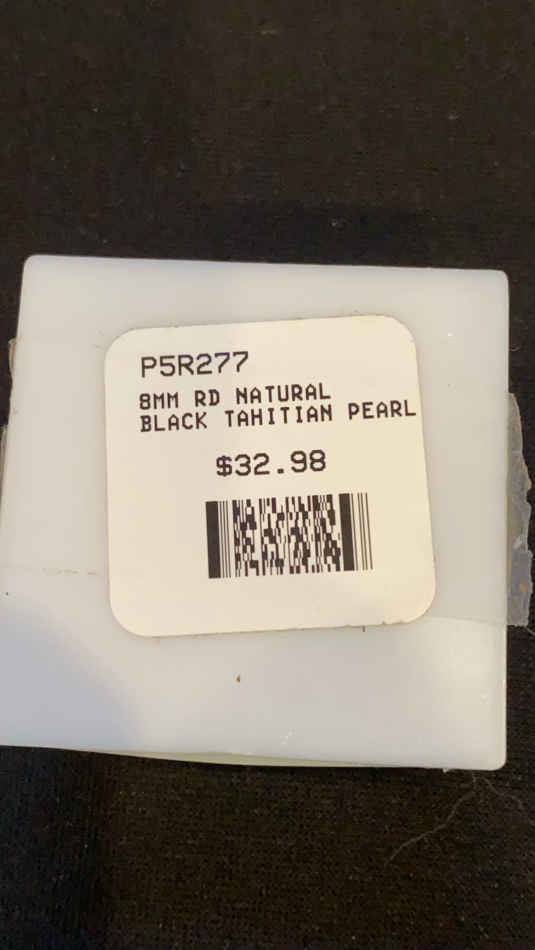 P5R277
8MM RD NATURAL
BLACK TAHITIAN PEARL
$32.98